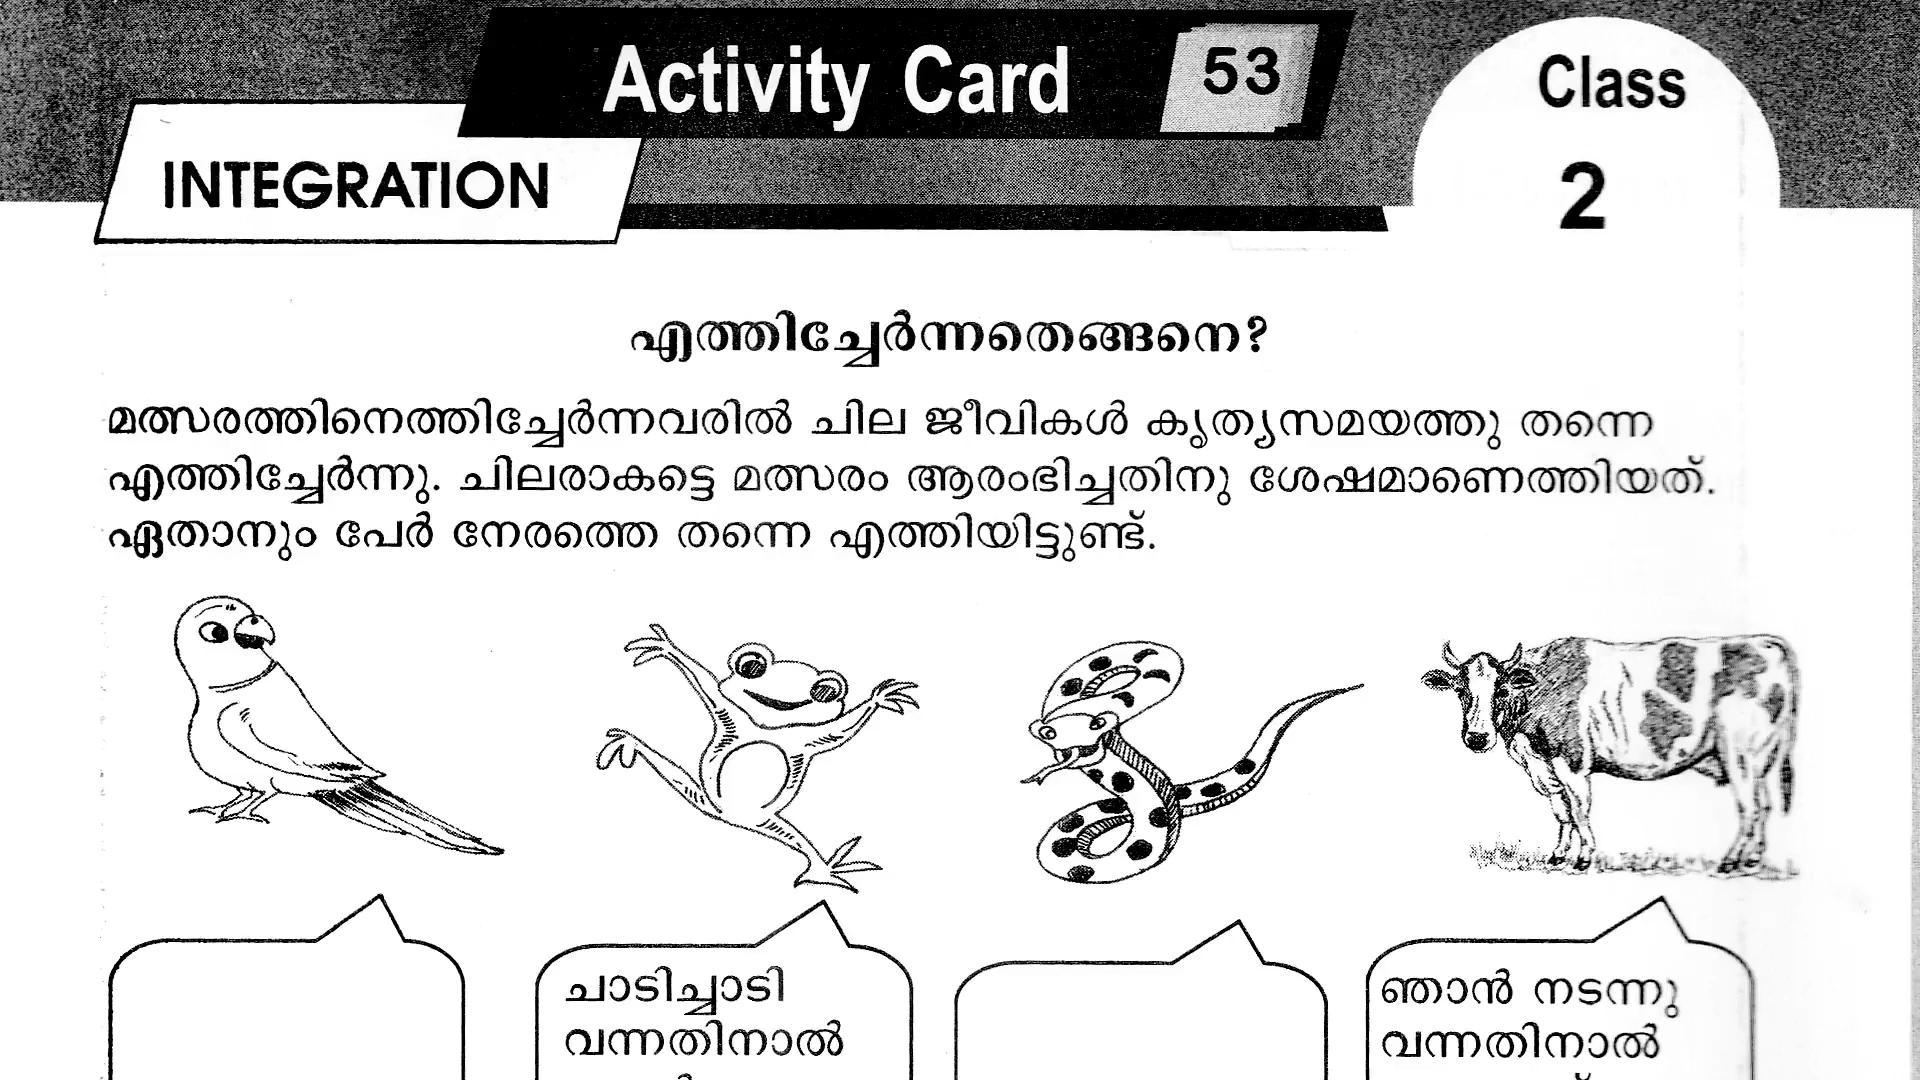 Activity Card 53
Class
2
INTEGRATION
എത്തിച്ചേർന്നതെങ്ങനെ?
മത്സരത്തിനെത്തിച്ചേർന്നവരിൽ ചില ജീവികൾ കൃത്യസമയത്തു തന്നെ
എത്തിച്ചേർന്നു. ചിലരാകട്ടെ മത്സരം ആരംഭിച്ചതിനു ശേഷമാണെത്തിയത്.
ഏതാനും പേർ നേരത്തെ തന്നെ എത്തിയിട്ടുണ്ട്.
ചാടിച്ചാടി
വന്നതിനാൽ
ഞാൻ നടന്നു
വന്നതിനാൽ